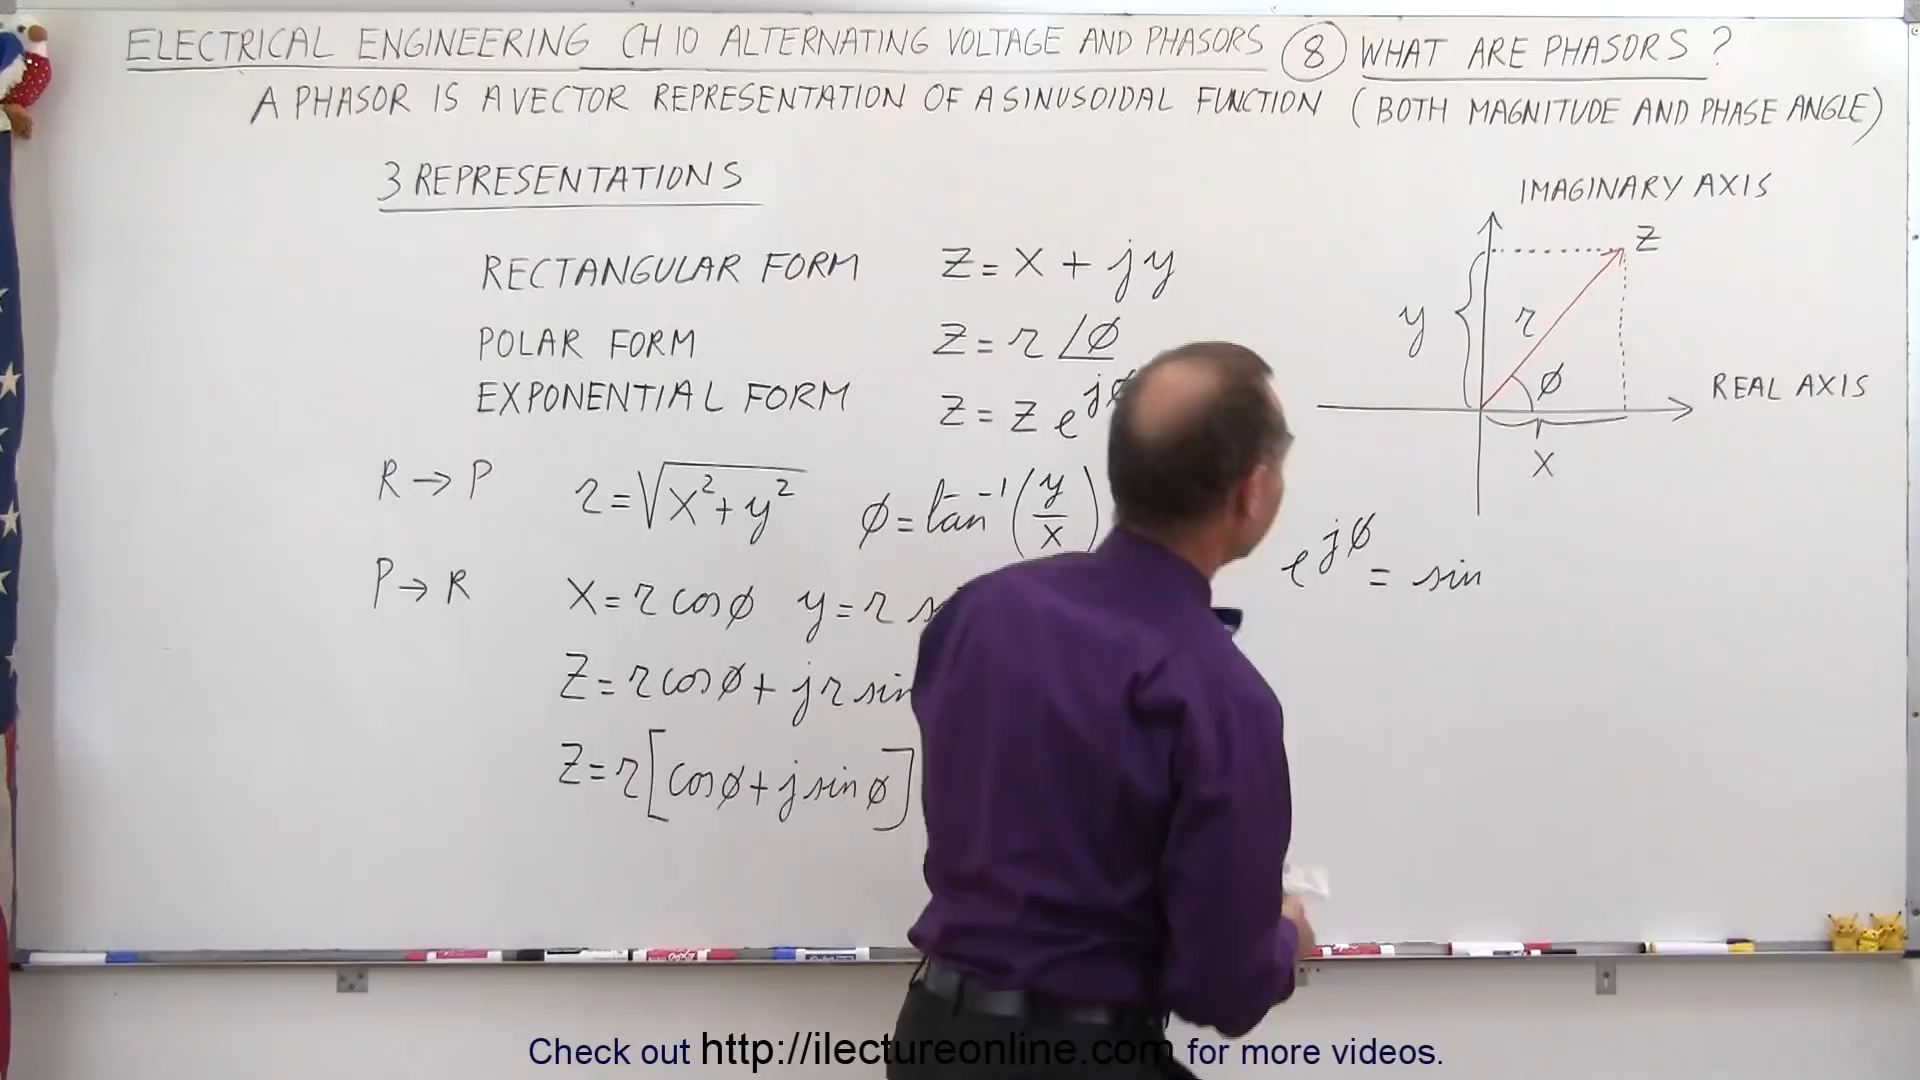 ELECTRICAL ENGINEERING CH 10 ALTERNATING VOLTAGE AND PHASORS 8 WHAT ARE PHASORS ?
A PHASOR IS A VECTOR REPRESENTATION OF A SINUSOIDAL FUNCTION (BOTH MAGNITUDE AND PHASE ANGLE)
3 REPRESENTATIONS
RECTANGULAR FORM Z = X + jy
POLAR FORM Z = r ∠ø
EXPONENTIAL FORM Z = Z e^jø
R → P r = √(X² + y²) ø = tan⁻¹(y/x)
P → R X = r cos ø y = r
Z = r cos ø + j r sin
Z = r [cos ø + j sin ø]
IMAGINARY AXIS
Z
y
r
ø
REAL AXIS
X
e^jø = sin
Check out http://ilectureonline.com for more videos.